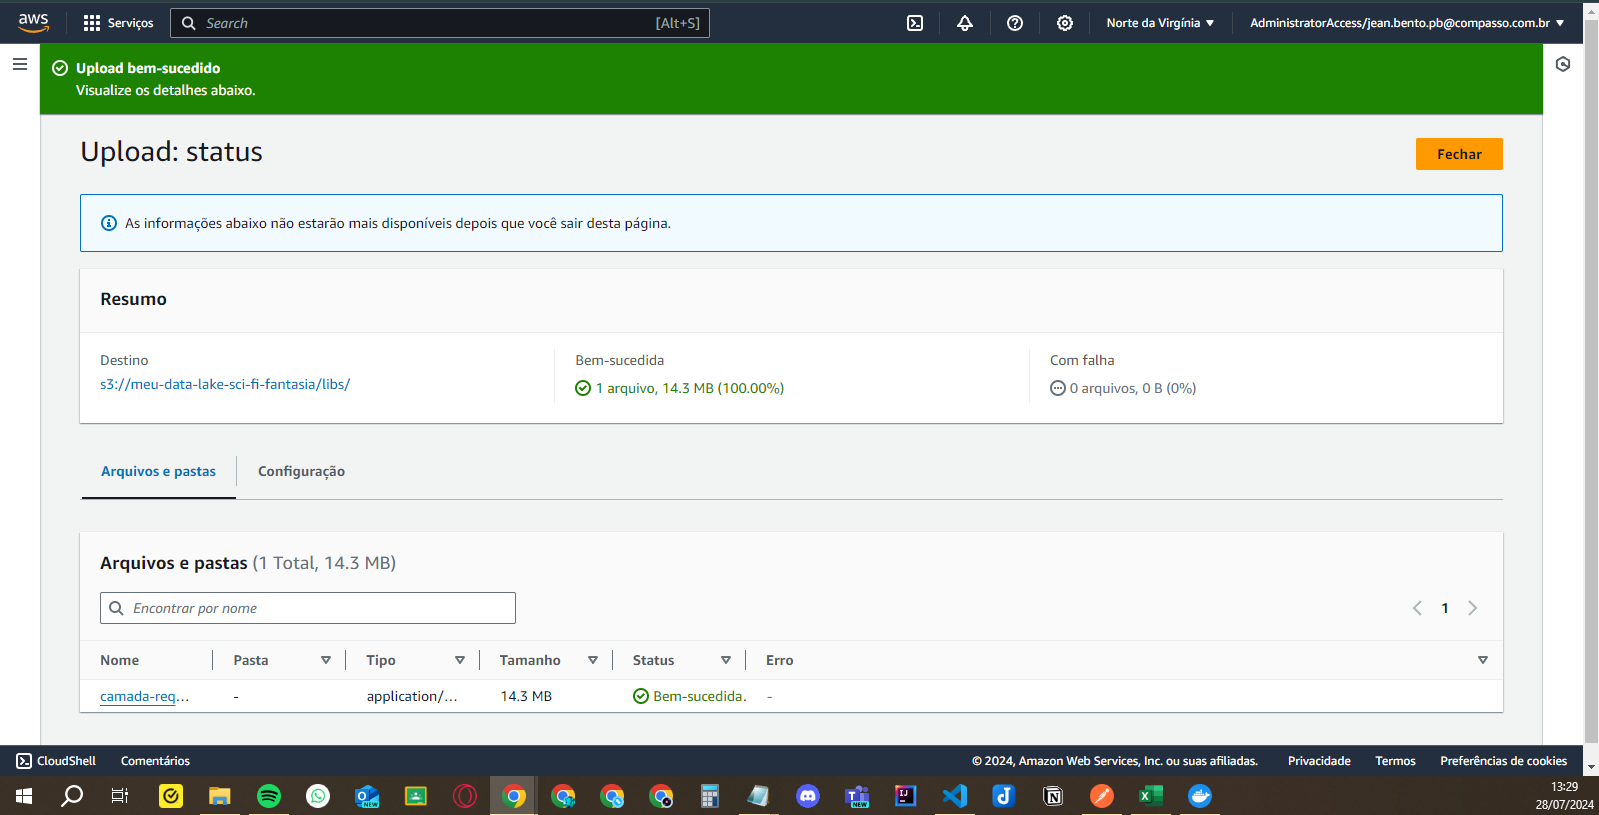 aws
Serviços
Search
[Alt+S]
Norte da Virgínia
AdministratorAccess/jean.bento.pb@compasso.com.br
Upload bem-sucedido
Visualize os detalhes abaixo.
Upload: status
Fechar
As informações abaixo não estarão mais disponíveis depois que você sair desta página.
Resumo
Destino
s3://meu-data-lake-sci-fi-fantasia/libs/
Bem-sucedida
1 arquivo, 14.3 MB (100.00%)
Com falha
0 arquivos, 0 B (0%)
Arquivos e pastas
Configuração
Arquivos e pastas (1 Total, 14.3 MB)
Encontrar por nome
1
Nome
Pasta
Tipo
Tamanho
Status
Erro
camada-req...
-
application/...
14.3 MB
Bem-sucedida.
-
CloudShell
Comentários
© 2024, Amazon Web Services, Inc. ou suas afiliadas.
Privacidade
Termos
Preferências de cookies
NEW
NEW
13:29
28/07/2024